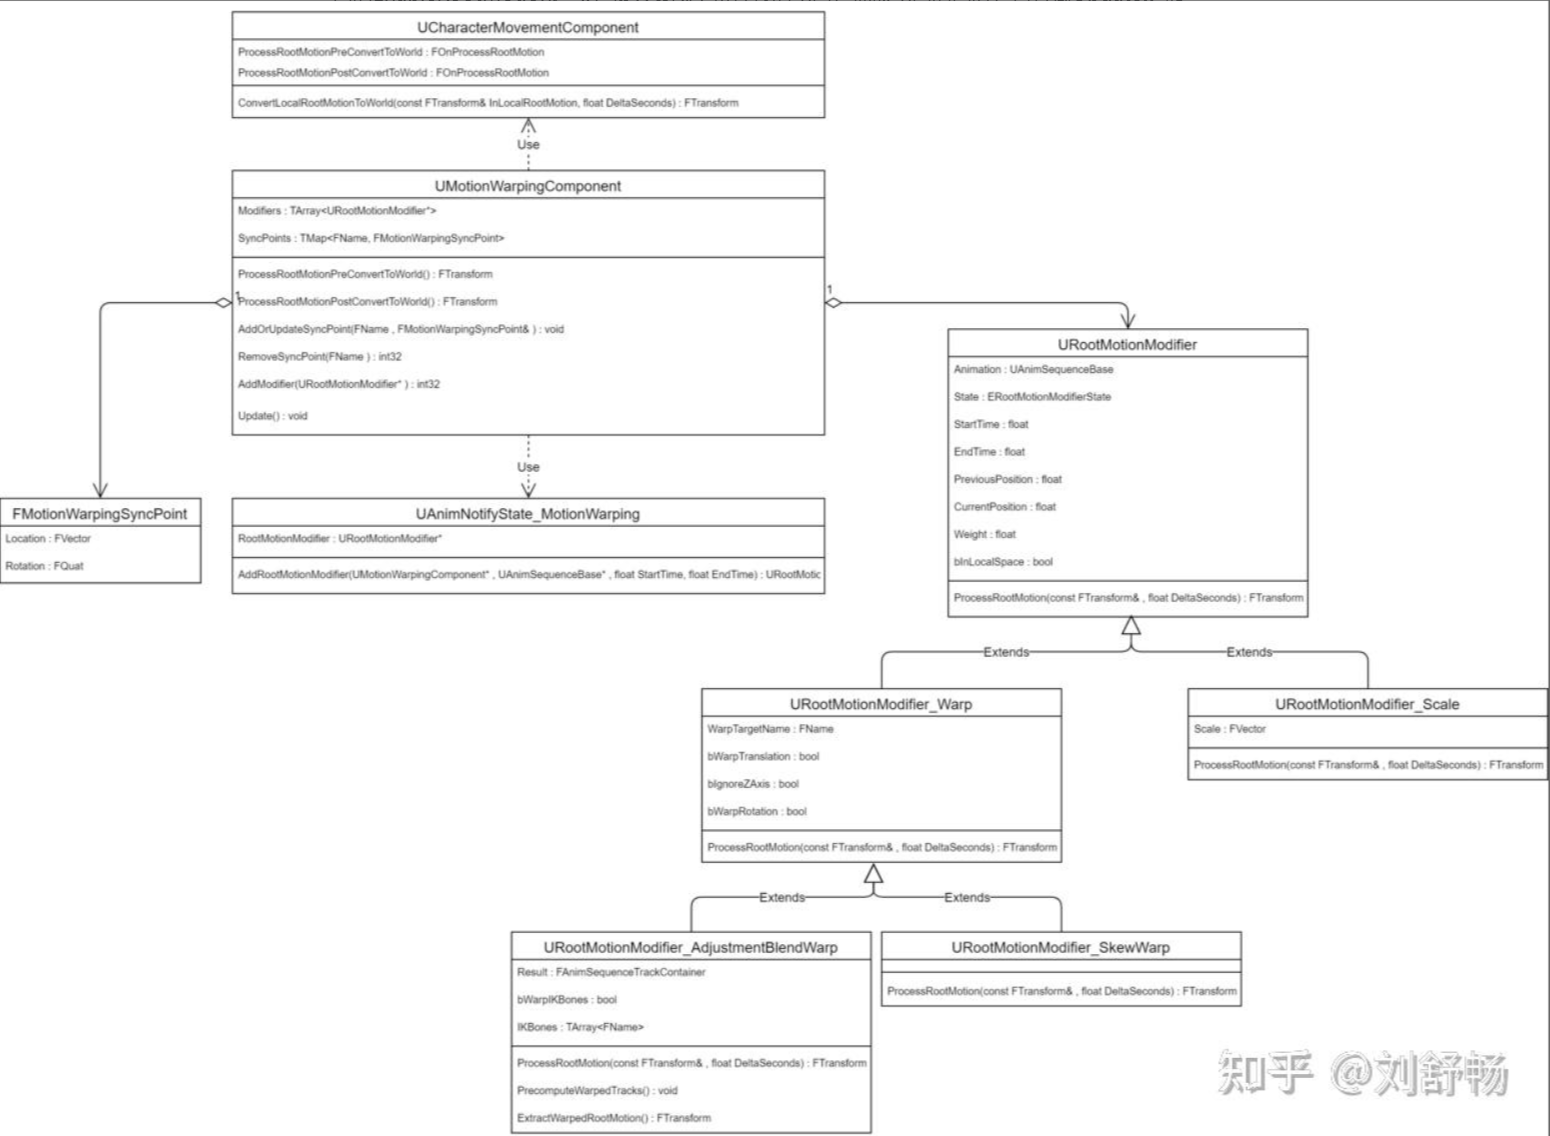 UCharacterMovementComponent
ProcessRootMotionPreConvertToWorld : FOnProcessRootMotion
ProcessRootMotionPostConvertToWorld : FOnProcessRootMotion
ConvertLocalRootMotionToWorld(const FTransform& InLocalRootMotion, float DeltaSeconds) : FTransform
Use
UMotionWarpingComponent
Modifiers : TArray<URootMotionModifier*>
SyncPoints : TMap<FName, FMotionWarpingSyncPoint>
ProcessRootMotionPreConvertToWorld() : FTransform
1
ProcessRootMotionPostConvertToWorld() : FTransform
1
AddOrUpdateSyncPoint(FName , FMotionWarpingSyncPoint& ) : void
RemoveSyncPoint(FName ) : int32
AddModifier(URootMotionModifier* ) : int32
Update() : void
Use
FMotionWarpingSyncPoint
Location : FVector
Rotation : FQuat
UAnimNotifyState_MotionWarping
RootMotionModifier : URootMotionModifier*
AddRootMotionModifier(UMotionWarpingComponent* , UAnimSequenceBase* , float StartTime, float EndTime) : URootMotic
URootMotionModifier
Animation : UAnimSequenceBase
State : ERootMotionModifierState
StartTime : float
EndTime : float
PreviousPosition : float
CurrentPosition : float
Weight : float
bInLocalSpace : bool
ProcessRootMotion(const FTransform& , float DeltaSeconds) : FTransform
Extends
Extends
URootMotionModifier_Warp
WarpTargetName : FName
bWarpTranslation : bool
bIgnoreZAxis : bool
bWarpRotation : bool
ProcessRootMotion(const FTransform& , float DeltaSeconds) : FTransform
URootMotionModifier_Scale
Scale : FVector
ProcessRootMotion(const FTransform& , float DeltaSeconds) : FTransform
Extends
Extends
URootMotionModifier_AdjustmentBlendWarp
Result : FAnimSequenceTrackContainer
bWarpIKBones : bool
IKBones : TArray<FName>
ProcessRootMotion(const FTransform& , float DeltaSeconds) : FTransform
PrecomputeWarpedTracks() : void
ExtractWarpedRootMotion() : FTransform
URootMotionModifier_SkewWarp
ProcessRootMotion(const FTransform& , float DeltaSeconds) : FTransform
知乎 @刘舒畅